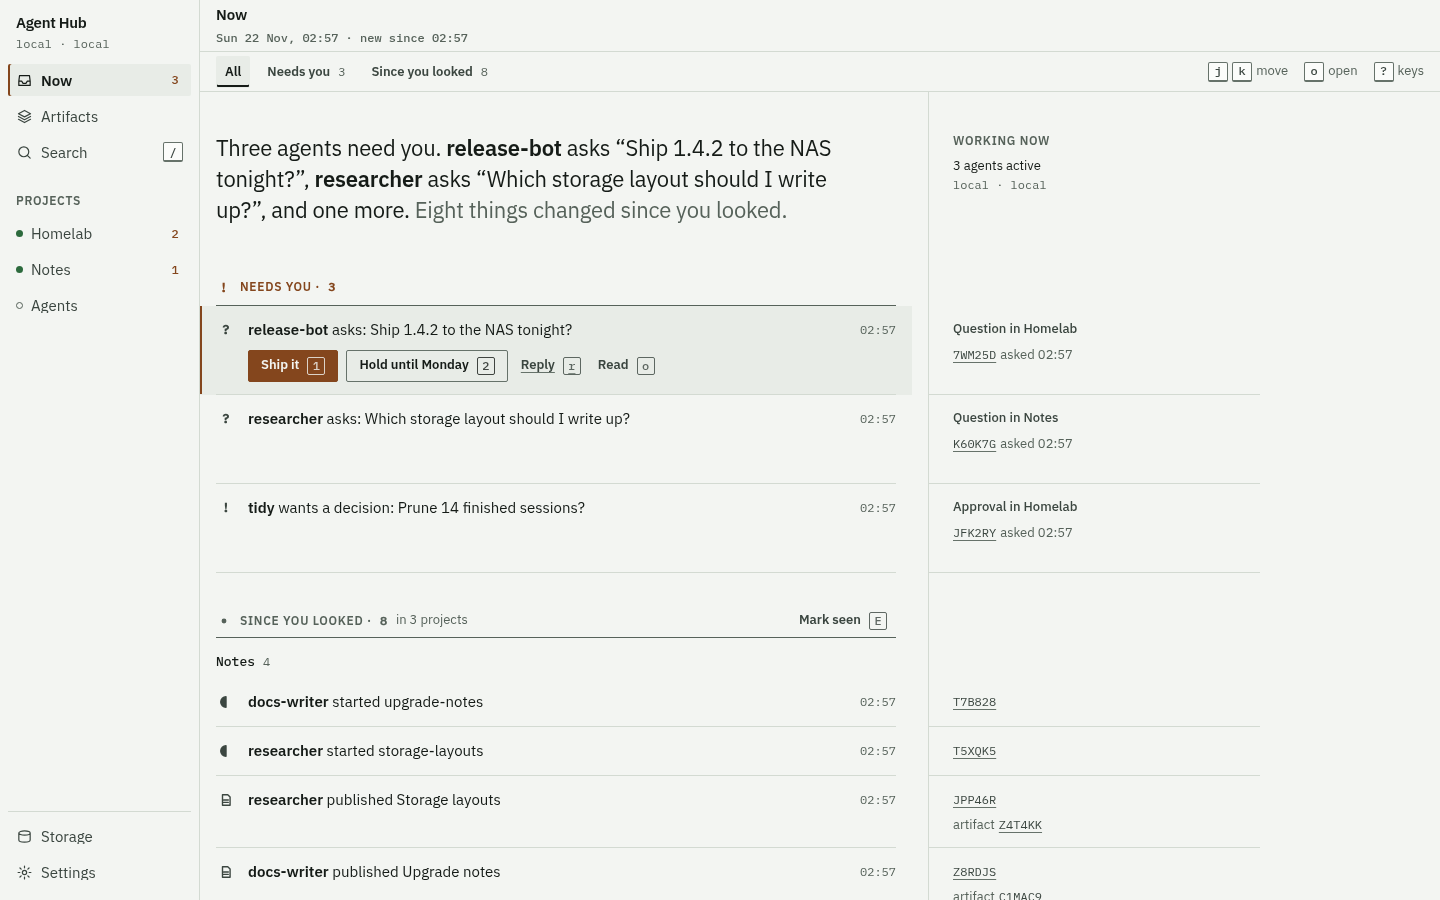 Agent Hub
local · local
Now 3
Artifacts
Search /
PROJECTS
Homelab 2
Notes 1
Agents
Storage
Settings
Now
Sun 22 Nov, 02:57 · new since 02:57
All Needs you 3 Since you looked 8
j k move o open ? keys
Three agents need you. release-bot asks “Ship 1.4.2 to the NAS
tonight?”, researcher asks “Which storage layout should I write
up?”, and one more. Eight things changed since you looked.
WORKING NOW
3 agents active
local · local
! NEEDS YOU · 3
? release-bot asks: Ship 1.4.2 to the NAS tonight? 02:57
Ship it 1 Hold until Monday 2 Reply r Read o
Question in Homelab
7WM25D asked 02:57
? researcher asks: Which storage layout should I write up? 02:57
Question in Notes
K60K7G asked 02:57
! tidy wants a decision: Prune 14 finished sessions? 02:57
Approval in Homelab
JFK2RY asked 02:57
• SINCE YOU LOOKED · 8 in 3 projects Mark seen E
Notes 4
docs-writer started upgrade-notes 02:57
T7B828
researcher started storage-layouts 02:57
T5XQK5
researcher published Storage layouts 02:57
JPP46R
artifact Z4T4KK
docs-writer published Upgrade notes 02:57
Z8RDJS
artifact C1MAC9